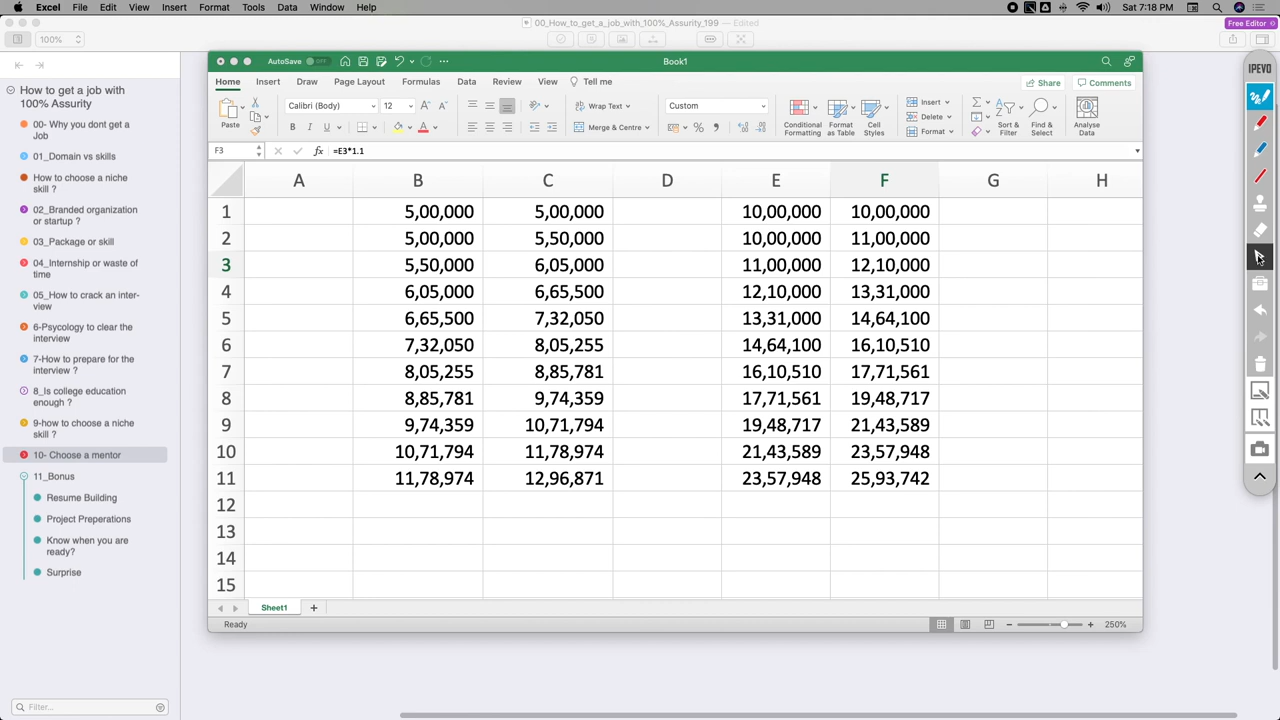 Excel File Edit View Insert Format Tools Data Window Help
Sat 7:18 PM
00_How_to_get_a_job_with_100%_Assurity_199 — Edited
Free Editor
100%
How to get a job with
100% Assurity
00- Why you dont get a
Job
01_Domain vs skills
How to choose a niche
skill ?
02_Branded organization
or startup ?
03_Package or skill
04_Internship or waste of
time
05_How to crack an inter-
view
6-Psycology to clear the
interview
7-How to prepare for the
interview ?
8_Is college education
enough ?
9-how to choose a niche
skill ?
10- Choose a mentor
11_Bonus
Resume Building
Project Preperations
Know when you are
ready?
Surprise
Filter...
AutoSave OFF
Book1
Home Insert Draw Page Layout Formulas Data Review View Tell me
Share Comments
Paste
Calibri (Body) 12
B I U
Wrap Text
Merge & Centre
Custom
Conditional
Formatting
Format
as Table
Cell
Styles
Insert
Delete
Format
Sort &
Filter
Find &
Select
Analyse
Data
F3 fx =E3*1.1
A B C D E F G H
1 5,00,000 5,00,000 10,00,000 10,00,000
2 5,00,000 5,50,000 10,00,000 11,00,000
3 5,50,000 6,05,000 11,00,000 12,10,000
4 6,05,000 6,65,500 12,10,000 13,31,000
5 6,65,500 7,32,050 13,31,000 14,64,100
6 7,32,050 8,05,255 14,64,100 16,10,510
7 8,05,255 8,85,781 16,10,510 17,71,561
8 8,85,781 9,74,359 17,71,561 19,48,717
9 9,74,359 10,71,794 19,48,717 21,43,589
10 10,71,794 11,78,974 21,43,589 23,57,948
11 11,78,974 12,96,871 23,57,948 25,93,742
12
13
14
15
Sheet1
Ready
250%
IPEVO